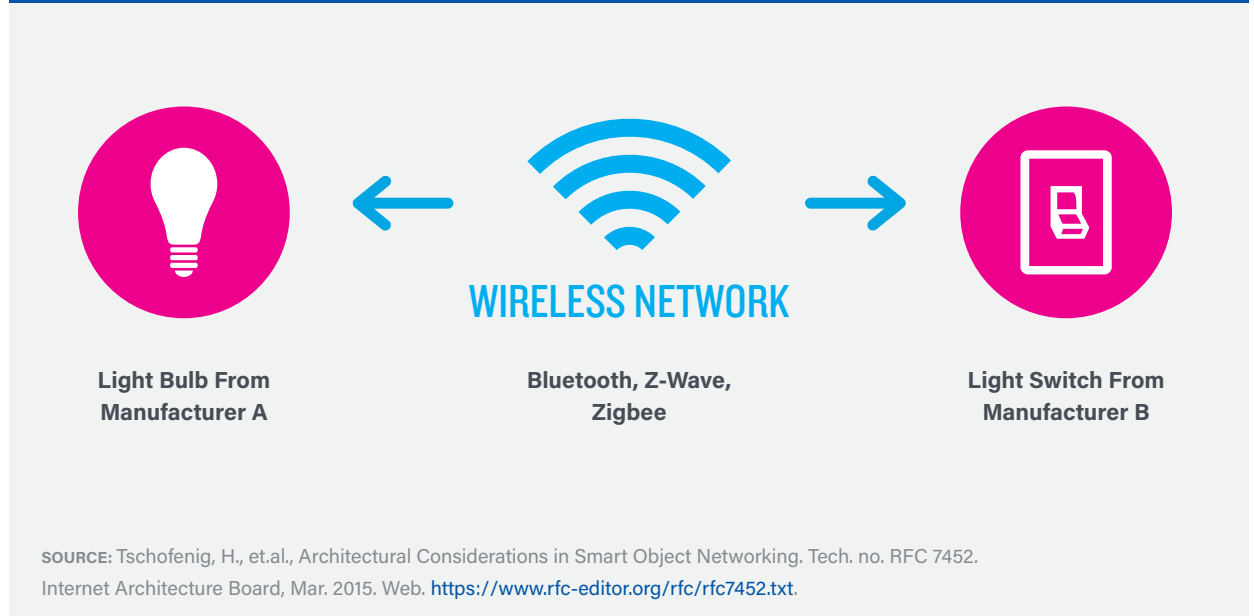 WIRELESS NETWORK
Light Bulb From
Manufacturer A
Bluetooth, Z-Wave,
Zigbee
Light Switch From
Manufacturer B
SOURCE: Tschofenig, H., et.al., Architectural Considerations in Smart Object Networking. Tech. no. RFC 7452.
Internet Architecture Board, Mar. 2015. Web. https://www.rfc-editor.org/rfc/rfc7452.txt.